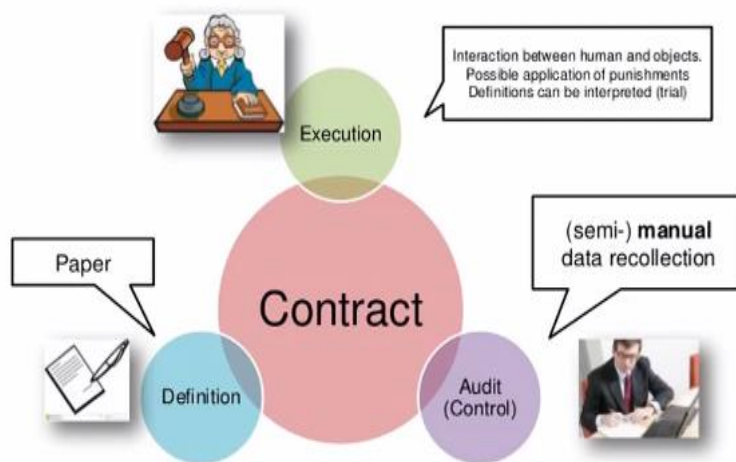 Interaction between human and objects.
Possible application of punishments
Definitions can be interpreted (trial)
Execution
(semi-) manual
data recollection
Paper
Contract
Definition
Audit
(Control)